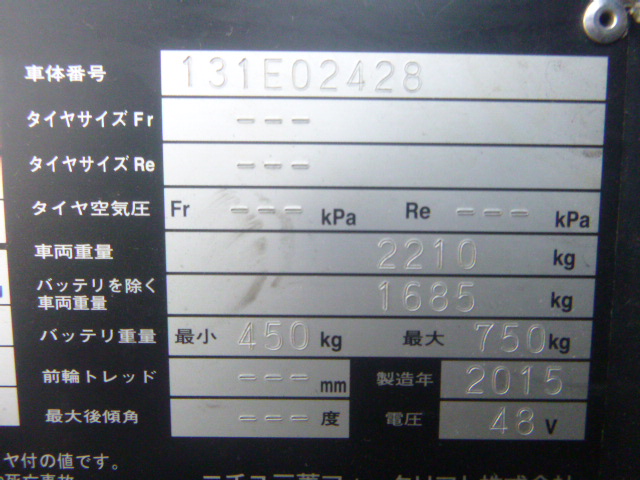 車体番号 131E02428
タイヤサイズ Fr ---
タイヤサイズ Re ---
タイヤ空気圧 Fr --- kPa Re --- kPa
車両重量 2210 kg
バッテリを除く
車両重量 1685 kg
バッテリ重量 最小 450 kg 最大 750 kg
前輪トレッド --- mm 製造年 2015
最大後傾角 --- 度 電圧 48 V
ヤ付の値です。